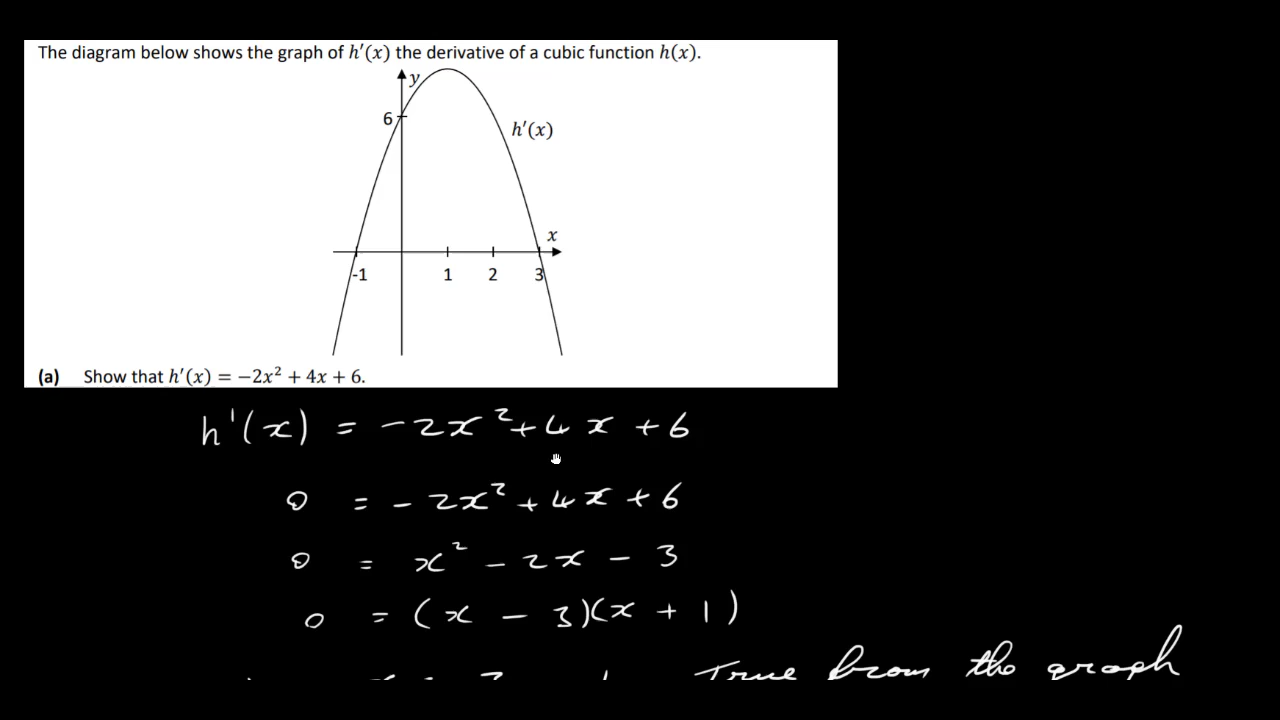 The diagram below shows the graph of h′(x) the derivative of a cubic function h(x).
y
6
h′(x)
x
-1 1 2 3
(a) Show that h′(x) = −2x² + 4x + 6.
h'(x) = -2x² + 4x + 6
0 = -2x² + 4x + 6
0 = x² - 2x - 3
0 = (x - 3)(x + 1)
True from the graph